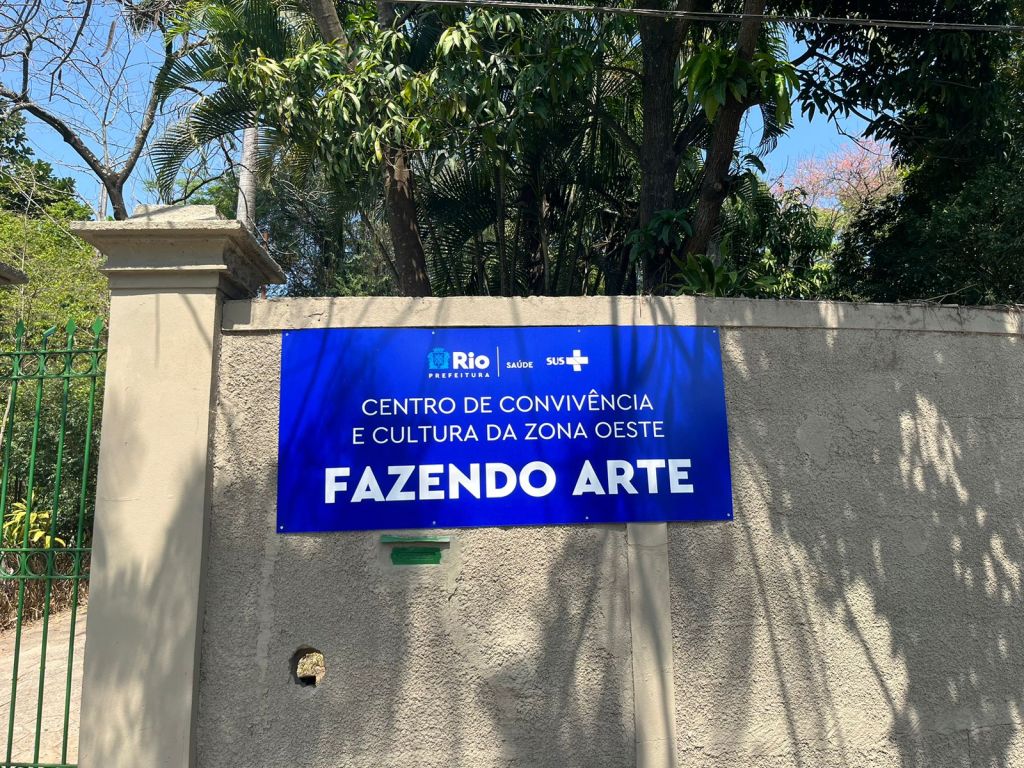 Rio
PREFEITURA
SAÚDE
SUS
CENTRO DE CONVIVÊNCIA
E CULTURA DA ZONA OESTE
FAZENDO ARTE